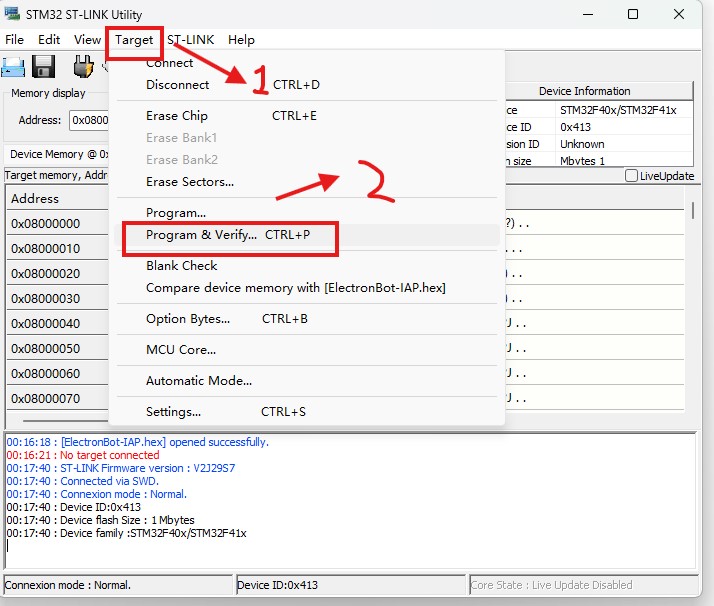 STM32 ST-LINK Utility
File Edit View Target ST-LINK Help
Connect
1
Disconnect CTRL+D
Erase Chip CTRL+E
Erase Bank1
Erase Bank2
Erase Sectors...
2
Program...
Program & Verify... CTRL+P
Blank Check
Compare device memory with [ElectronBot-IAP.hex]
Option Bytes... CTRL+B
MCU Core...
Automatic Mode...
Settings... CTRL+S
Memory display
Address: 0x0800
Device Memory @ 0x
Target memory, Addr
Address
0x08000000
0x08000010
0x08000020
0x08000030
0x08000040
0x08000050
0x08000060
0x08000070
Device Information
ce STM32F40x/STM32F41x
ce ID 0x413
sion ID Unknown
h size Mbytes 1
LiveUpdate
?) . .
. . .
J . .
J . .
J . .
J . .
00:16:18 : [ElectronBot-IAP.hex] opened successfully.
00:16:21 : No target connected
00:17:40 : ST-LINK Firmware version : V2J29S7
00:17:40 : Connected via SWD.
00:17:40 : Connexion mode : Normal.
00:17:40 : Device ID:0x413
00:17:40 : Device flash Size : 1 Mbytes
00:17:40 : Device family :STM32F40x/STM32F41x
Connexion mode : Normal.
Device ID:0x413
Core State : Live Update Disabled